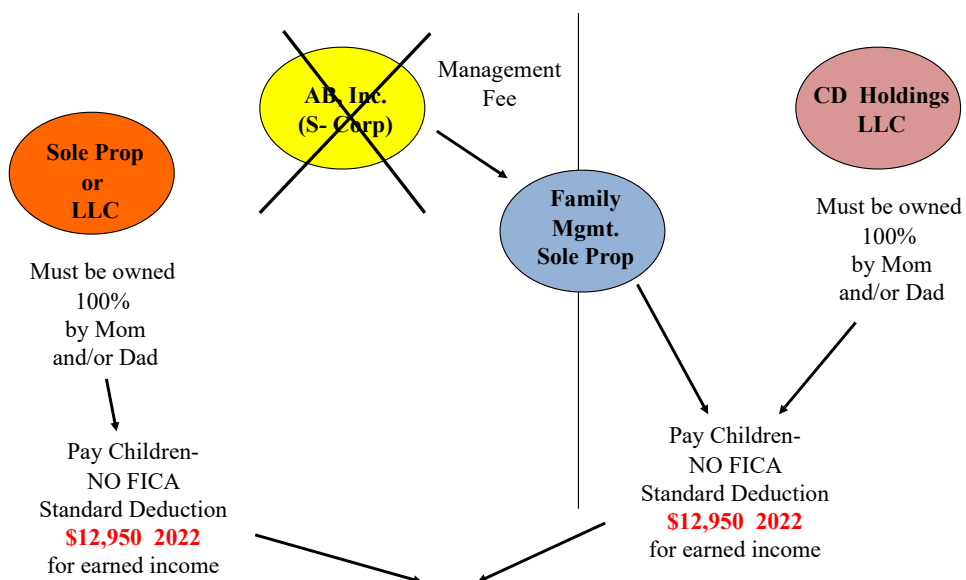 AB, Inc.
(S- Corp)
Management
Fee
CD  Holdings
LLC
Sole Prop
or
LLC
Family
Mgmt.
Sole Prop
Must be owned
100%
by Mom
and/or Dad
Must be owned
100%
by Mom
and/or Dad
Pay Children-
NO FICA
Standard Deduction
$12,950  2022
for earned income
Pay Children-
NO FICA
Standard Deduction
$12,950  2022
for earned income